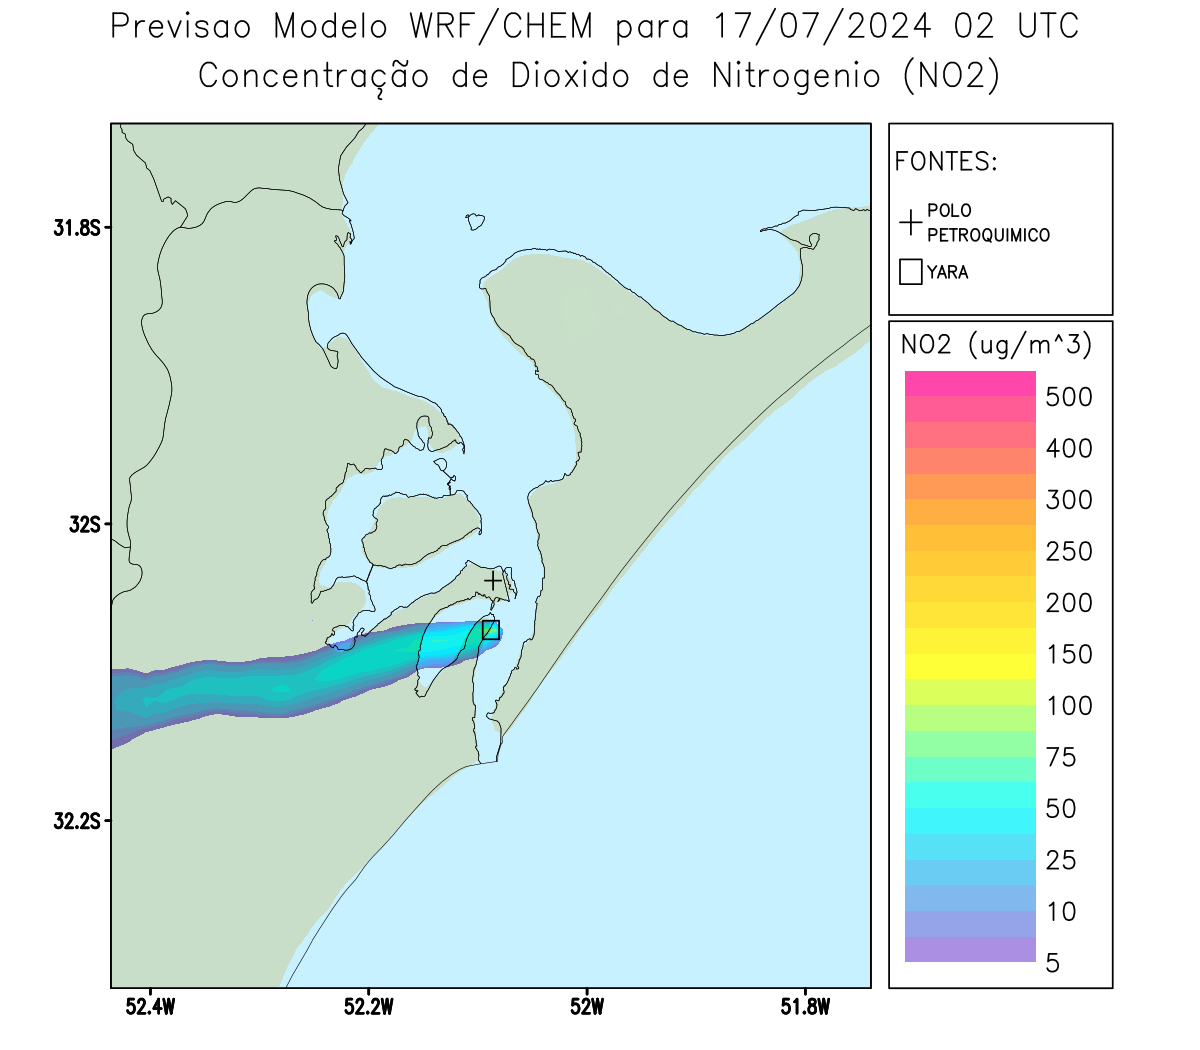 Previsao Modelo WRF/CHEM para 17/07/2024 02 UTC
Concentração de Dioxido de Nitrogenio (NO2)
FONTES:
POLO
PETROQUIMICO
YARA
31.8S
32S
32.2S
52.4W
52.2W
52W
51.8W
NO2 (ug/m^3)
500
400
300
250
200
150
100
75
50
25
10
5